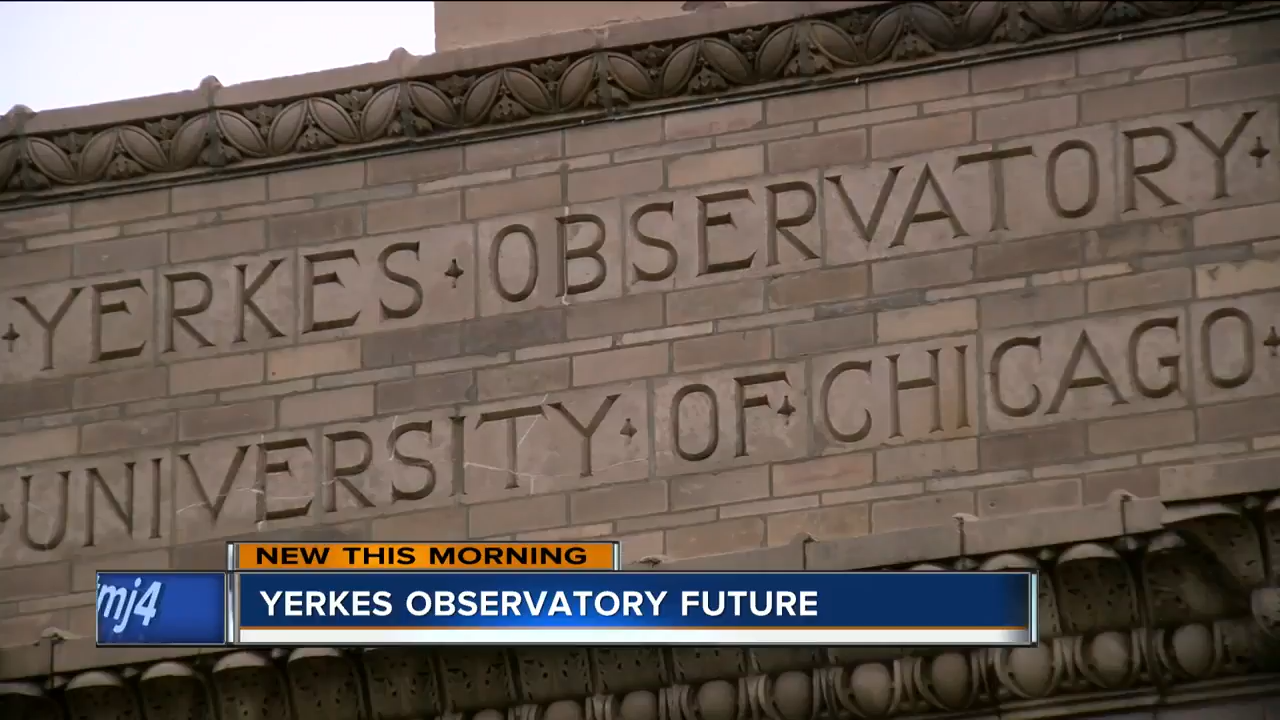 YERKES OBSERVATORY
UNIVERSITY OF CHICAGO
NEW THIS MORNING
tmj4
YERKES OBSERVATORY FUTURE